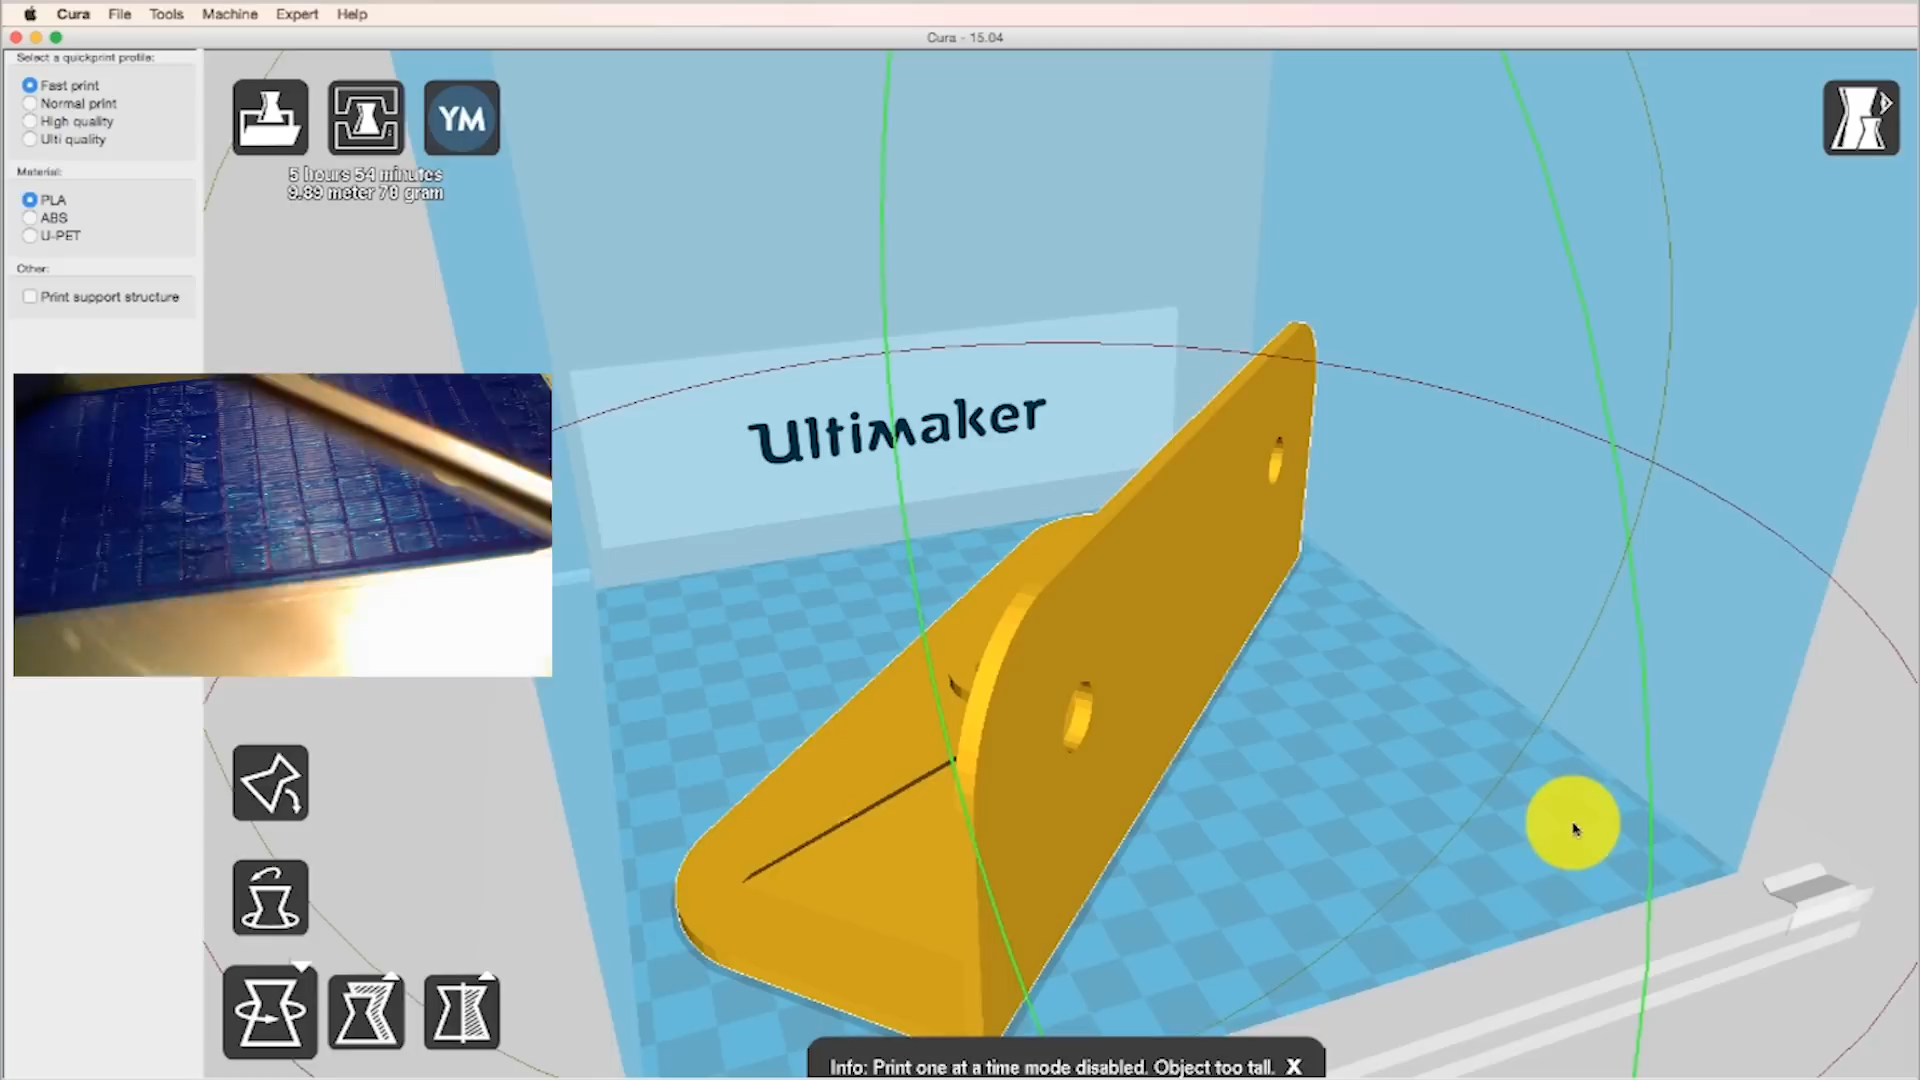 Cura File Tools Machine Expert Help
Cura - 15.04
Select a quickprint profile:
Fast print
Normal print
High quality
Ulti quality
Material:
PLA
ABS
U-PET
Other:
Print support structure
YM
5 hours 54 minutes
9.89 meter 70 gram
Ultimaker
Info: Print one at a time mode disabled. Object too tall. X